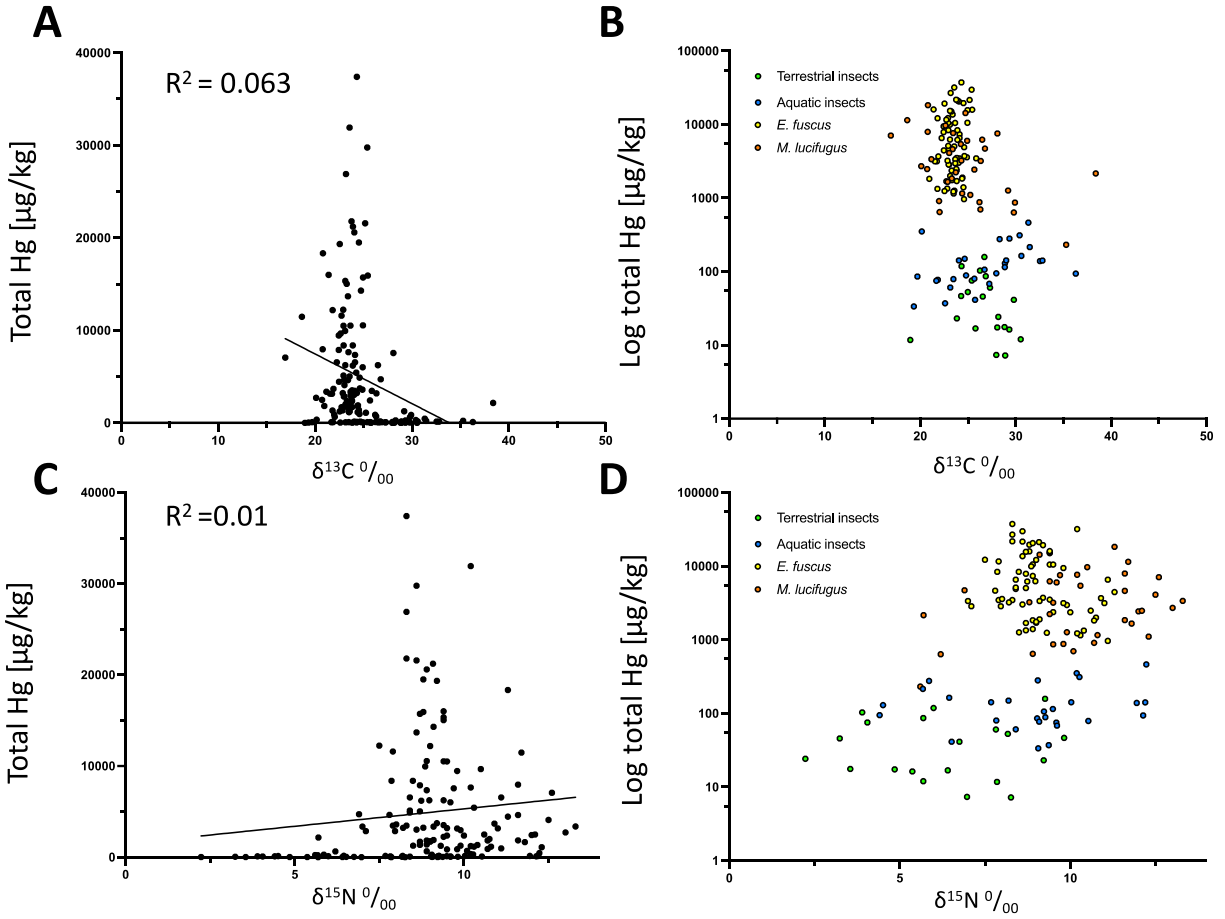 A
R² = 0.063
Total Hg [µg/kg]
40000
30000
20000
10000
0
0 10 20 30 40 50
δ¹³C ⁰/₀₀
B
Terrestrial insects
Aquatic insects
E. fuscus
M. lucifugus
Log total Hg [µg/kg]
100000
10000
1000
100
10
1
0 10 20 30 40 50
δ¹³C ⁰/₀₀
C
R² =0.01
Total Hg [µg/kg]
40000
30000
20000
10000
0
0 5 10
δ¹⁵N ⁰/₀₀
D
Terrestrial insects
Aquatic insects
E. fuscus
M. lucifugus
Log total Hg [µg/kg]
100000
10000
1000
100
10
1
0 5 10
δ¹⁵N ⁰/₀₀